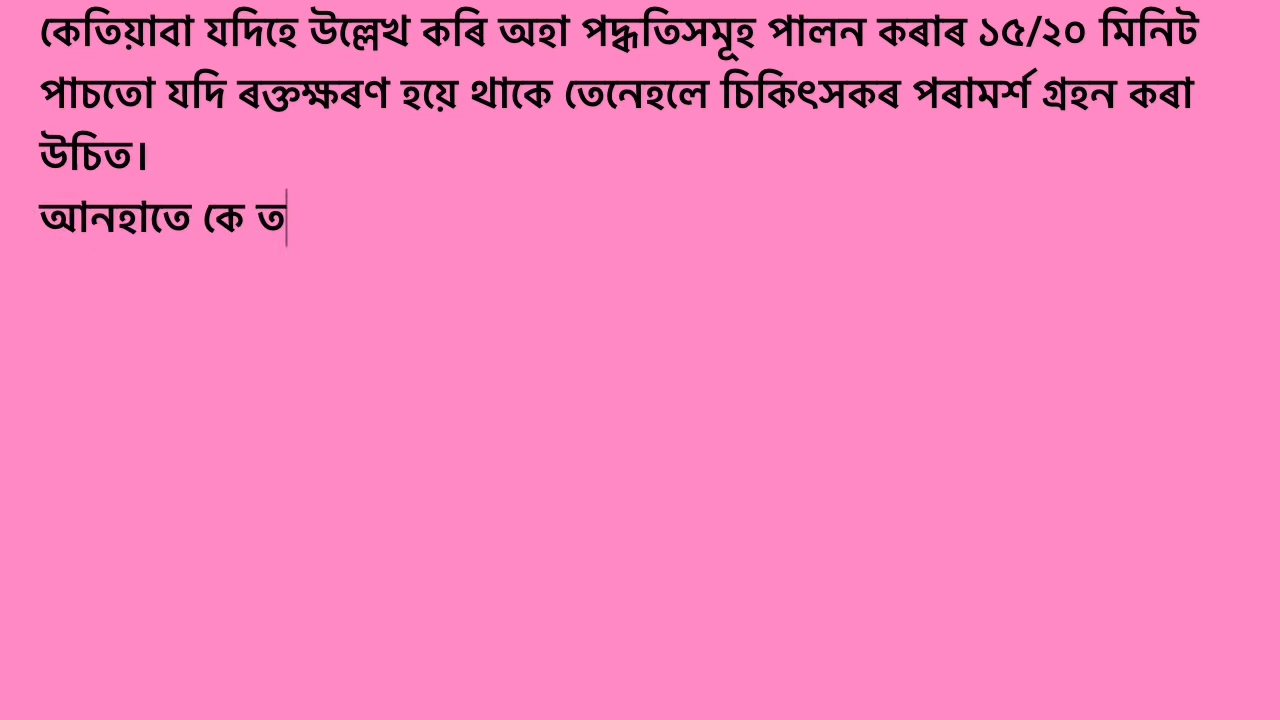 কেতিয়াবা যদিহে উল্লেখ কৰি অহা পদ্ধতিসমূহ পালন কৰাৰ ১৫/২০ মিনিট
পাচতো যদি ৰক্তক্ষৰণ হয়ে থাকে তেনেহলে চিকিৎসকৰ পৰামৰ্শ গ্ৰহন কৰা
উচিত।
আনহাতে কে ত